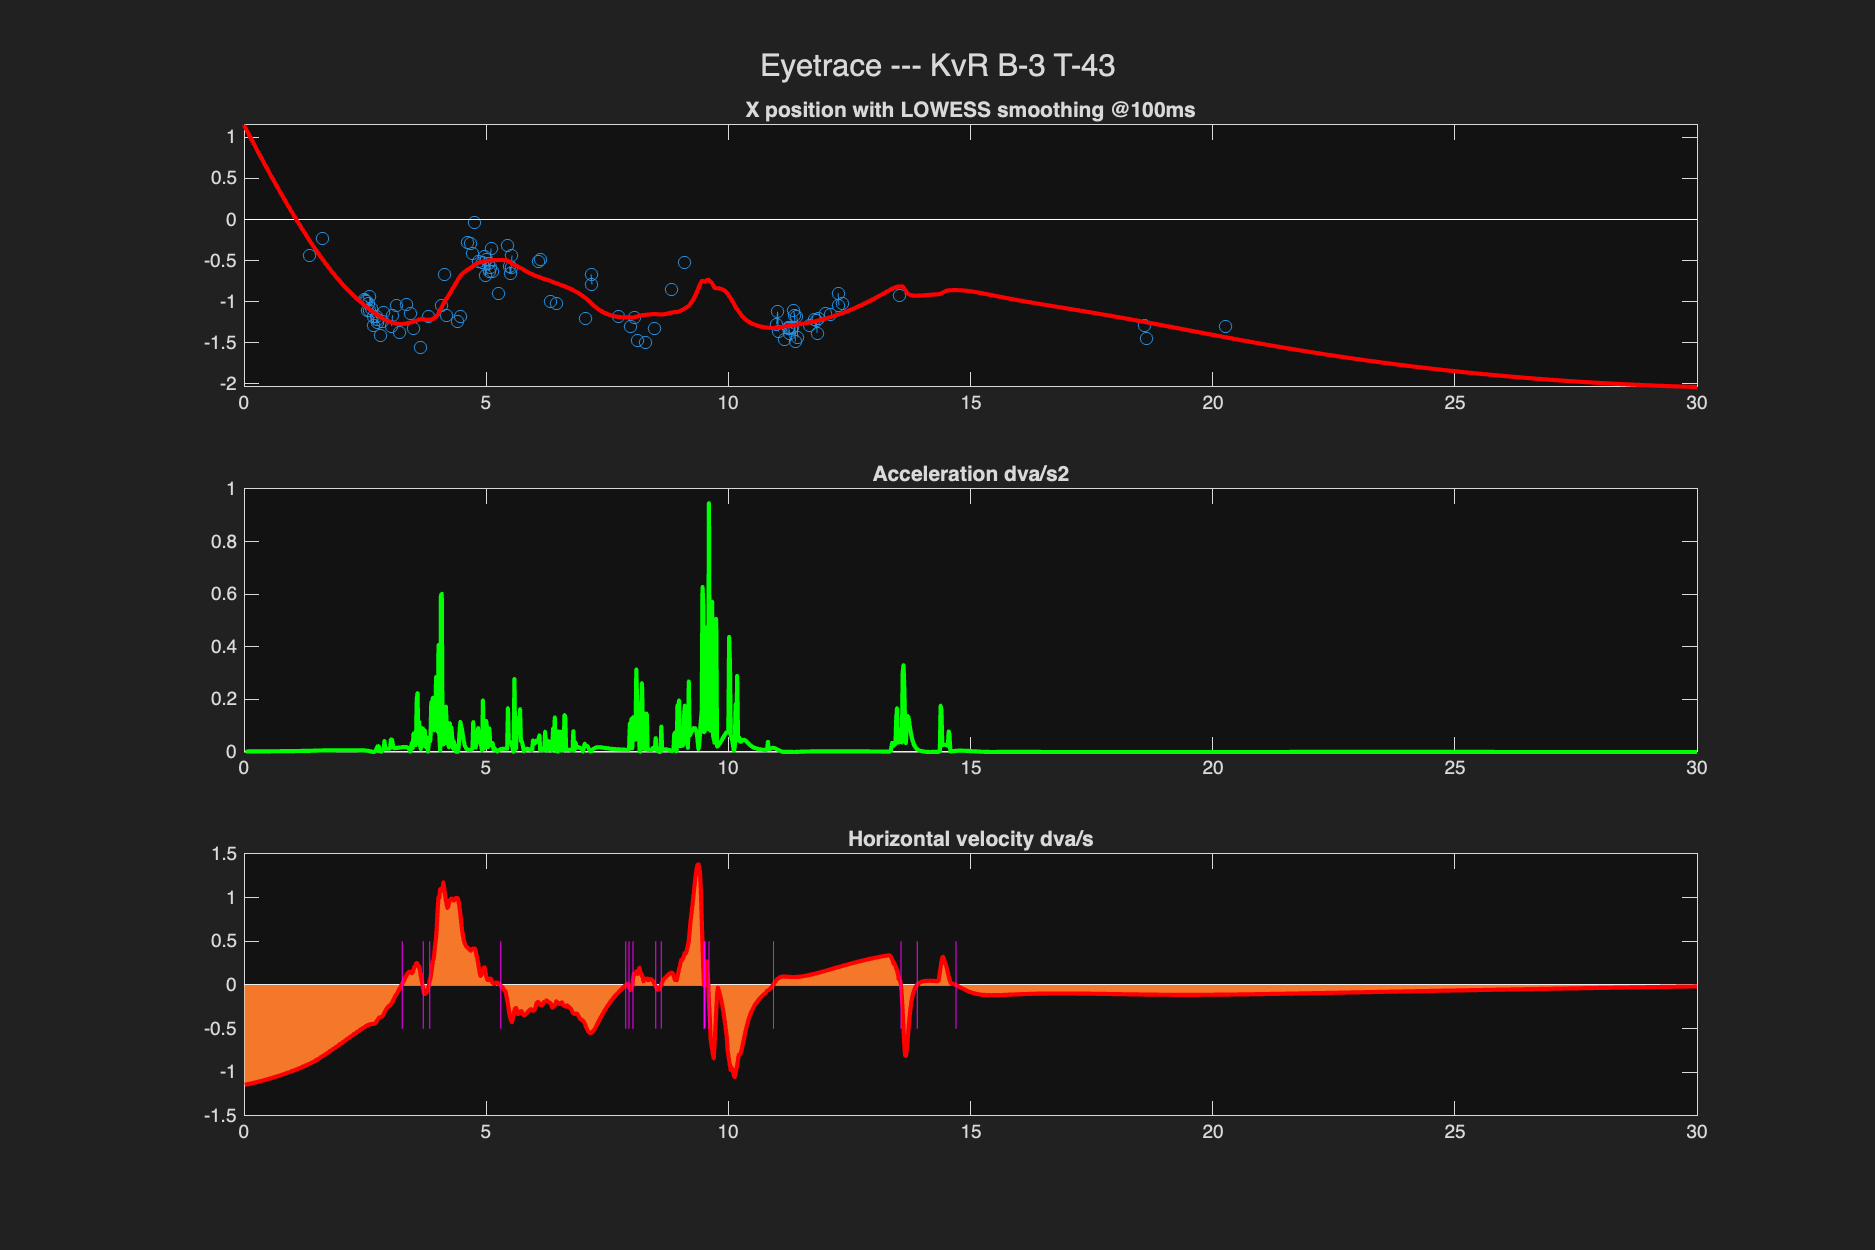 Eyetrace --- KvR B-3 T-43
X position with LOWESS smoothing @100ms
1
0.5
0
-0.5
-1
-1.5
-2
0 5 10 15 20 25 30
Acceleration dva/s2
1
0.8
0.6
0.4
0.2
0
0 5 10 15 20 25 30
Horizontal velocity dva/s
1.5
1
0.5
0
-0.5
-1
-1.5
0 5 10 15 20 25 30